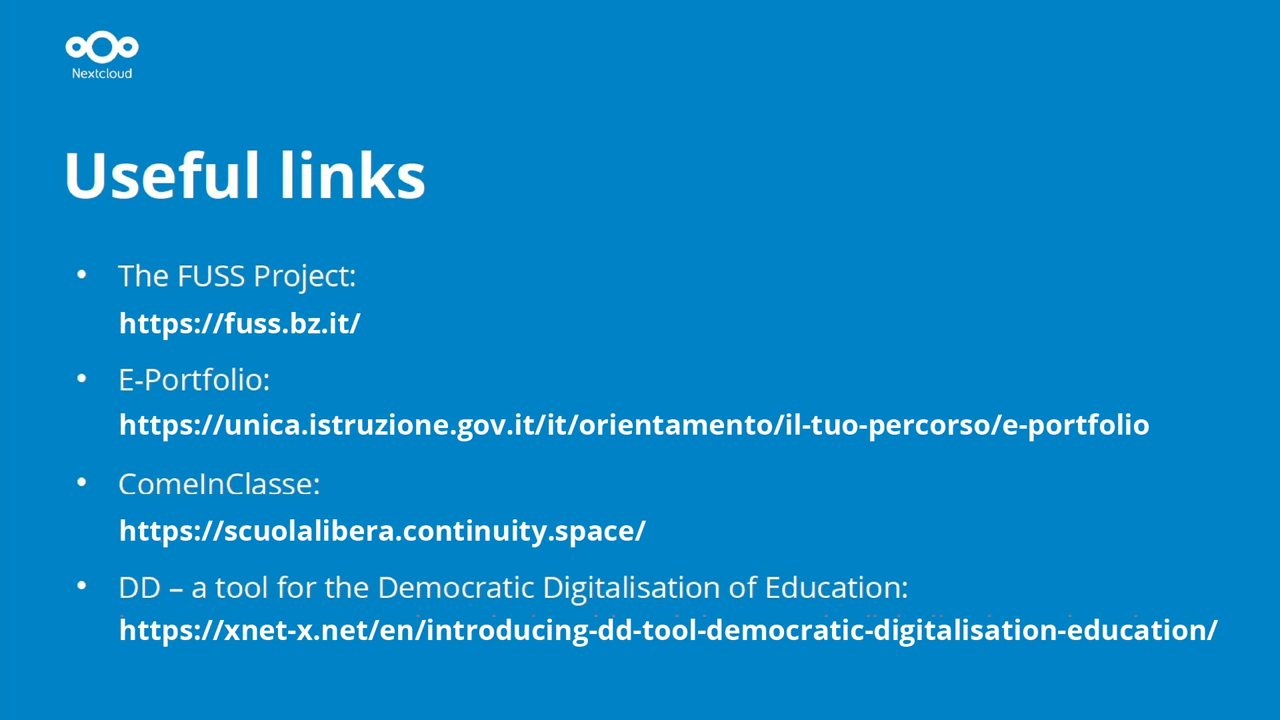 Nextcloud
Useful links
• The FUSS Project:
https://fuss.bz.it/
• E-Portfolio:
https://unica.istruzione.gov.it/it/orientamento/il-tuo-percorso/e-portfolio
• ComeInClasse:
https://scuolalibera.continuity.space/
• DD – a tool for the Democratic Digitalisation of Education:
https://xnet-x.net/en/introducing-dd-tool-democratic-digitalisation-education/